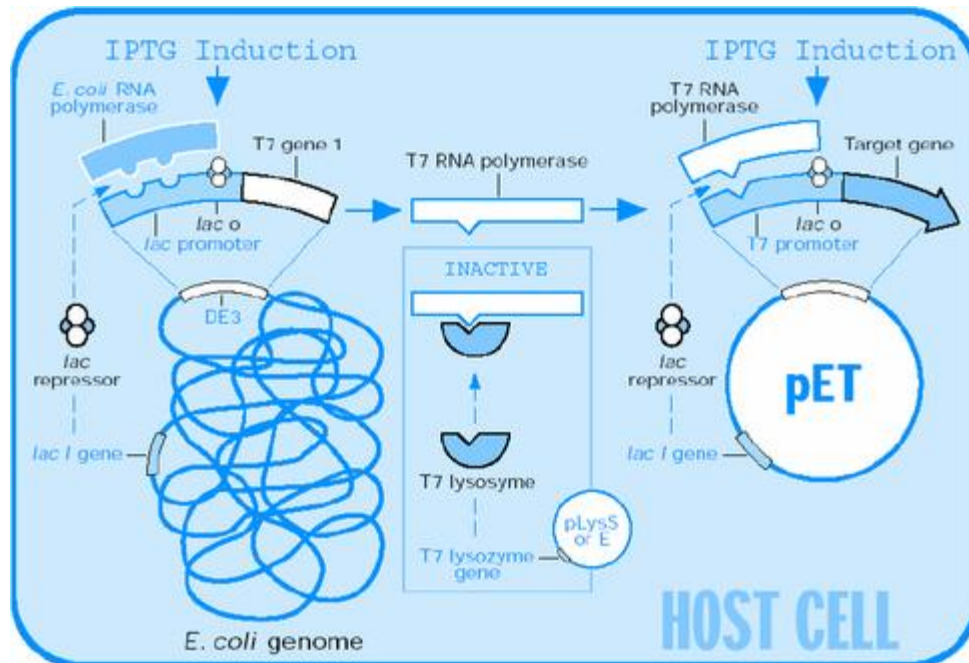 IPTG Induction
E. coli RNA
polymerase
T7 gene 1
lac o
lac promoter
DE3
lac
repressor
lac I gene
E. coli genome
T7 RNA polymerase
INACTIVE
T7 lysosyme
T7 lysozyme
gene
pLysS
or E
IPTG Induction
T7 RNA
polymerase
Target gene
lac o
T7 promoter
lac
repressor
lac I gene
pET
HOST CELL